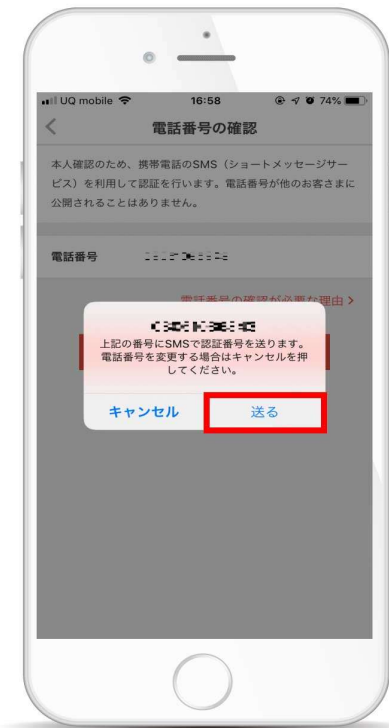 UQ mobile 16:58 74%
電話番号の確認
本人確認のため、携帯電話のSMS（ショートメッセージサー
ビス）を利用して認証を行います。電話番号が他のお客さまに
公開されることはありません。
電話番号
電話番号の確認が必要な理由 >
上記の番号にSMSで認証番号を送ります。
電話番号を変更する場合はキャンセルを押
してください。
キャンセル 送る